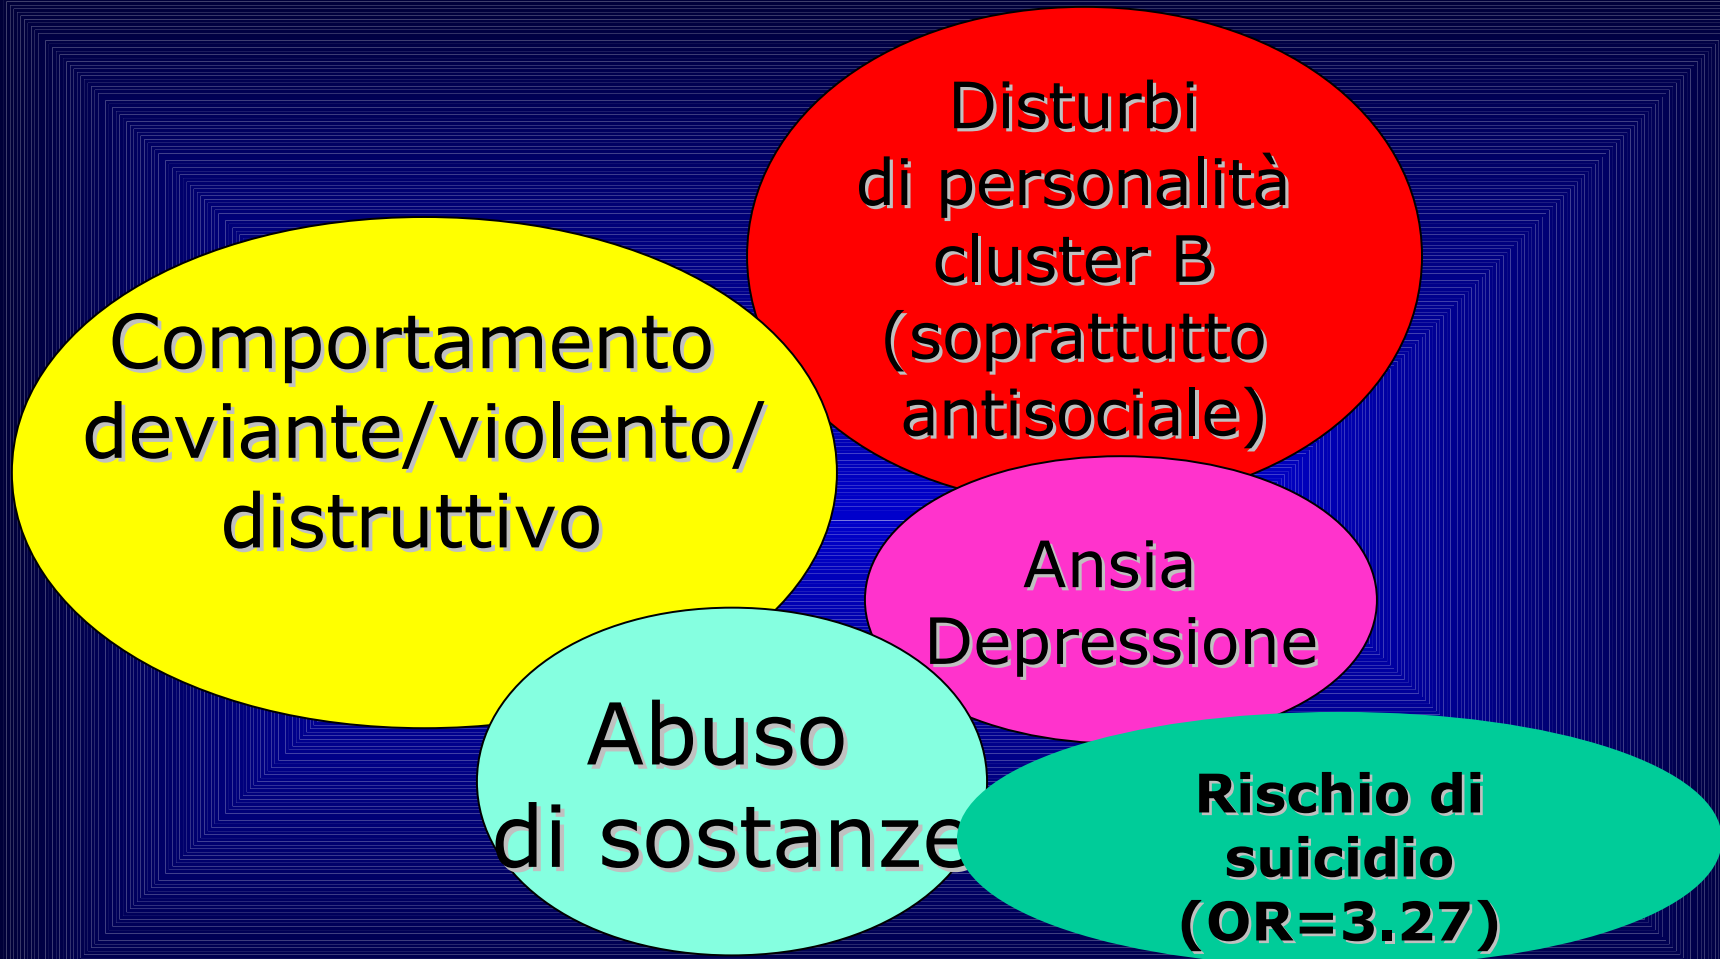 Disturbi
di personalità
cluster B
(soprattutto
antisociale)
Comportamento
deviante/violento/
distruttivo
Ansia
Depressione
Abuso
di sostanze
Rischio di
suicidio
(OR=3.27)